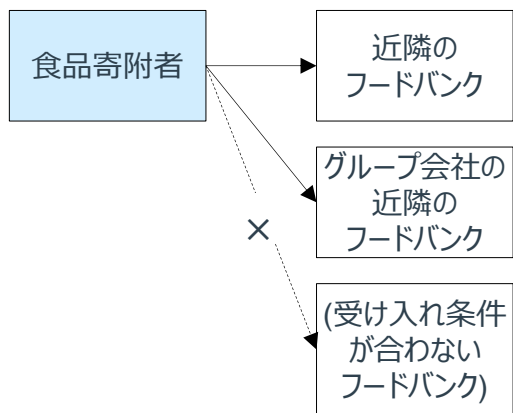 食品寄附者
近隣の
フードバンク
グループ会社の
近隣の
フードバンク
×
(受け入れ条件
が合わない
フードバンク)